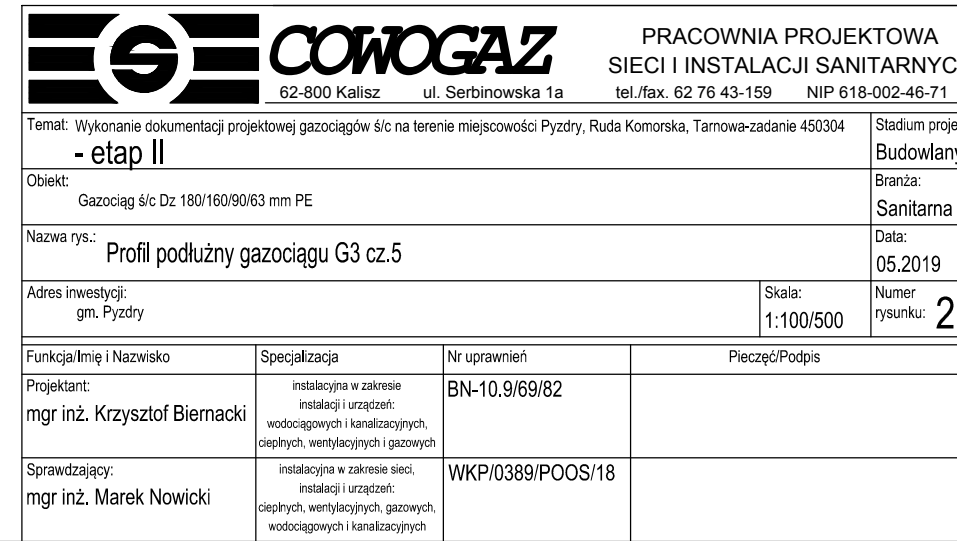 S COWOGAZ
PRACOWNIA PROJEKTOWA
SIECI I INSTALACJI SANITARNYC
62-800 Kalisz ul. Serbinowska 1a tel./fax. 62 76 43-159 NIP 618-002-46-71
Temat: Wykonanie dokumentacji projektowej gazociągów ś/c na terenie miejscowości Pyzdry, Ruda Komorska, Tarnowa-zadanie 450304
- etap II
Stadium proje
Budowlany
Obiekt:
Gazociąg ś/c Dz 180/160/90/63 mm PE
Branża:
Sanitarna
Nazwa rys.:
Profil podłużny gazociągu G3 cz.5
Data:
05.2019
Adres inwestycji:
gm. Pyzdry
Skala:
1:100/500
Numer
rysunku: 2
Funkcja/Imię i Nazwisko Specjalizacja Nr uprawnień Pieczęć/Podpis
Projektant:
mgr inż. Krzysztof Biernacki
instalacyjna w zakresie
instalacji i urządzeń:
wodociągowych i kanalizacyjnych,
cieplnych, wentylacyjnych i gazowych
BN-10.9/69/82
Sprawdzający:
mgr inż. Marek Nowicki
instalacyjna w zakresie sieci,
instalacji i urządzeń:
cieplnych, wentylacyjnych, gazowych,
wodociągowych i kanalizacyjnych
WKP/0389/POOS/18